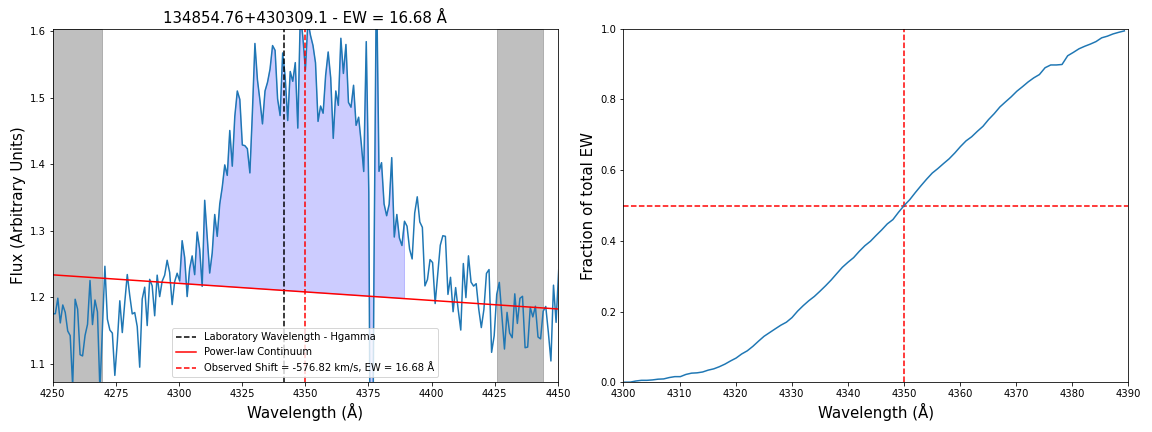 134854.76+430309.1 - EW = 16.68 Å
Flux (Arbitrary Units)
1.6
1.5
1.4
1.3
1.2
1.1
Laboratory Wavelength - Hgamma
Power-law Continuum
Observed Shift = -576.82 km/s, EW = 16.68 Å
4250 4275 4300 4325 4350 4375 4400 4425 4450
Wavelength (Å)
Fraction of total EW
1.0
0.8
0.6
0.4
0.2
0.0
4300 4310 4320 4330 4340 4350 4360 4370 4380 4390
Wavelength (Å)